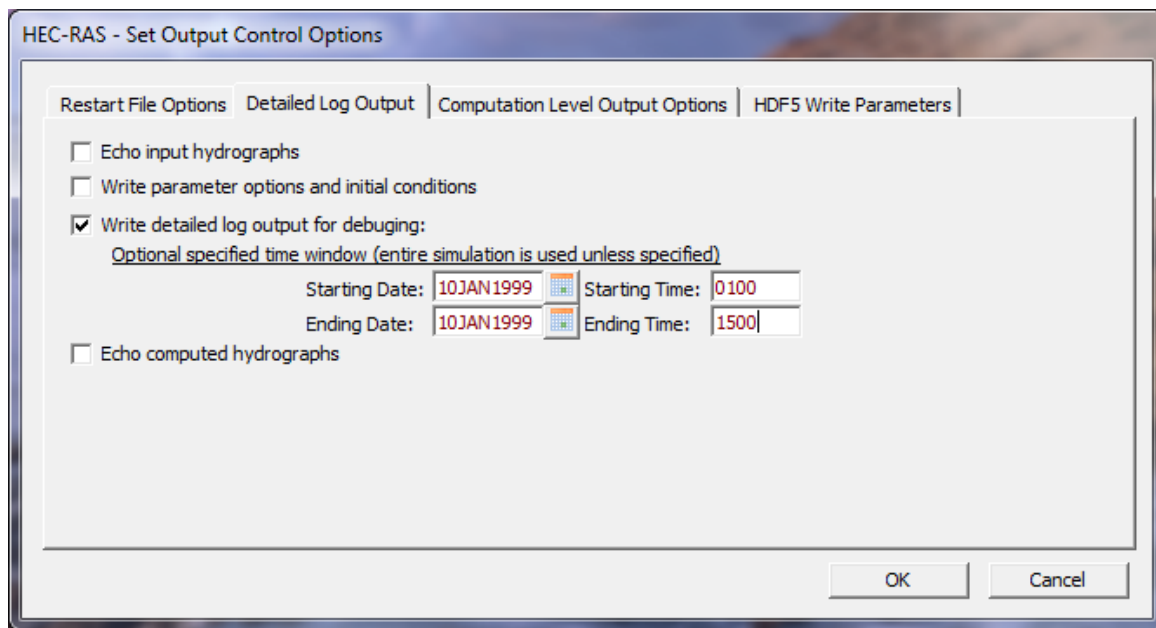 HEC-RAS - Set Output Control Options
Restart File Options Detailed Log Output Computation Level Output Options HDF5 Write Parameters
Echo input hydrographs
Write parameter options and initial conditions
Write detailed log output for debuging:
Optional specified time window (entire simulation is used unless specified)
Starting Date: 10JAN1999 Starting Time: 0100
Ending Date: 10JAN1999 Ending Time: 1500
Echo computed hydrographs
OK Cancel